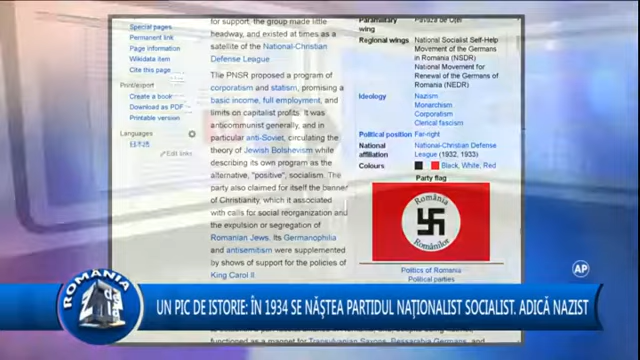 Special pages
Permanent link
Page information
Wikidata item
Cite this page
Print/export
Create a book
Download as PDF
Printable version
Languages
Edit links
for support, the group made little
headway, and existed at times as a
satellite of the National-Christian
Defense League
The PNSR proposed a program of
corporatism and statism, promising a
basic income, full employment, and
limits on capitalist profits. It was
anticommunist generally, and in
particular anti-Soviet, circulating the
theory of Jewish Bolshevism while
describing its own program as the
alternative, "positive", socialism. The
party also claimed for itself the banner
of Christianity, which it associated
with calls for social reorganization and
the expulsion or segregation of
Romanian Jews. Its Germanophilia
and antisemitism were supplemented
by shows of support for the policies of
King Carol II
functioned as a magnet for Transylvanian Saxons, Bessarabia Germans, and
Paramilitary
wing
Regional wings National Socialist Self-Help
Movement of the Germans
in Romania (NSDR)
National Movement for
Renewal of the Germans of
Romania (NEDR)
Ideology Nazism
Monarchism
Corporatism
Clerical fascism
Political position Far-right
National National-Christian Defense
affiliation League (1932, 1933)
Colours Black, White, Red
Party flag
România
Românilor
Politics of Romania
Political parties
AP
ROMANIA
UN PIC DE ISTORIE: ÎN 1934 SE NĂŞTEA PARTIDUL NAŢIONALIST SOCIALIST. ADICĂ NAZIST